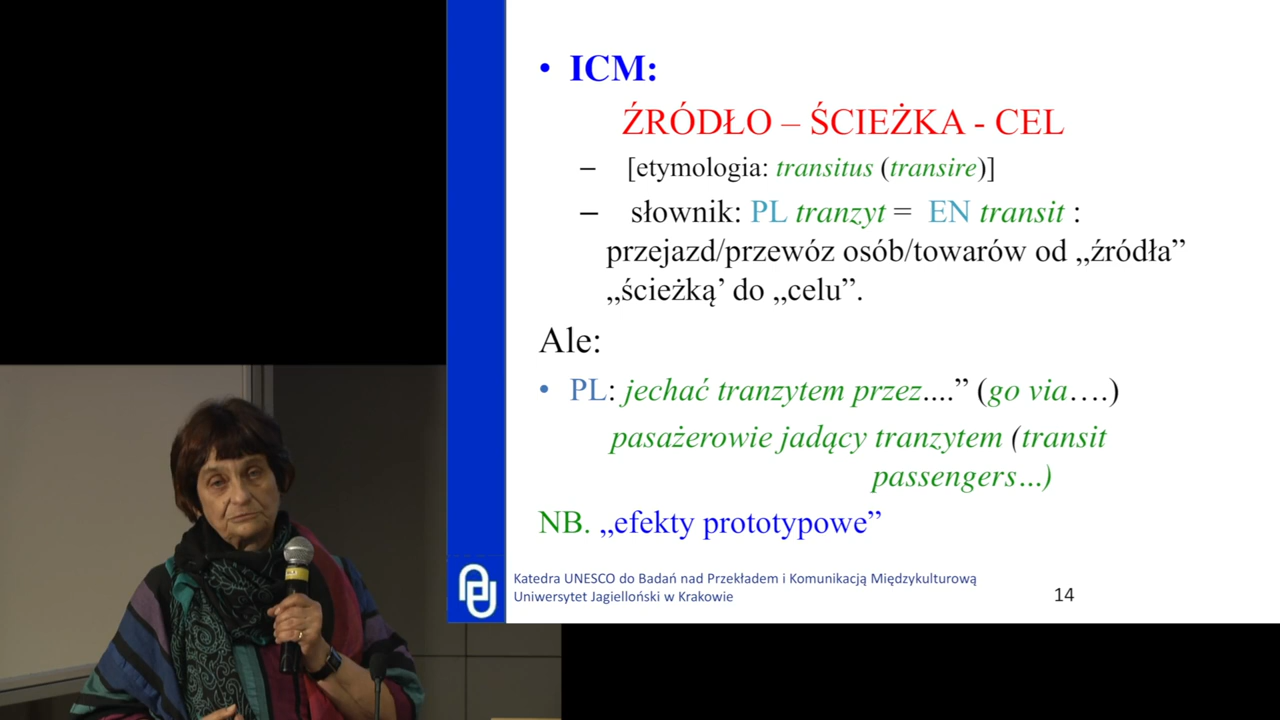 • ICM:
ŹRÓDŁO – ŚCIEŻKA - CEL
– [etymologia: transitus (transire)]
– słownik: PL tranzyt = EN transit :
przejazd/przewóz osób/towarów od „źródła”
„ścieżką’ do „celu”.
Ale:
• PL: jechać tranzytem przez....” (go via….)
pasażerowie jadący tranzytem (transit
passengers…)
NB. „efekty prototypowe”
Katedra UNESCO do Badań nad Przekładem i Komunikacją Międzykulturową
Uniwersytet Jagielloński w Krakowie
14